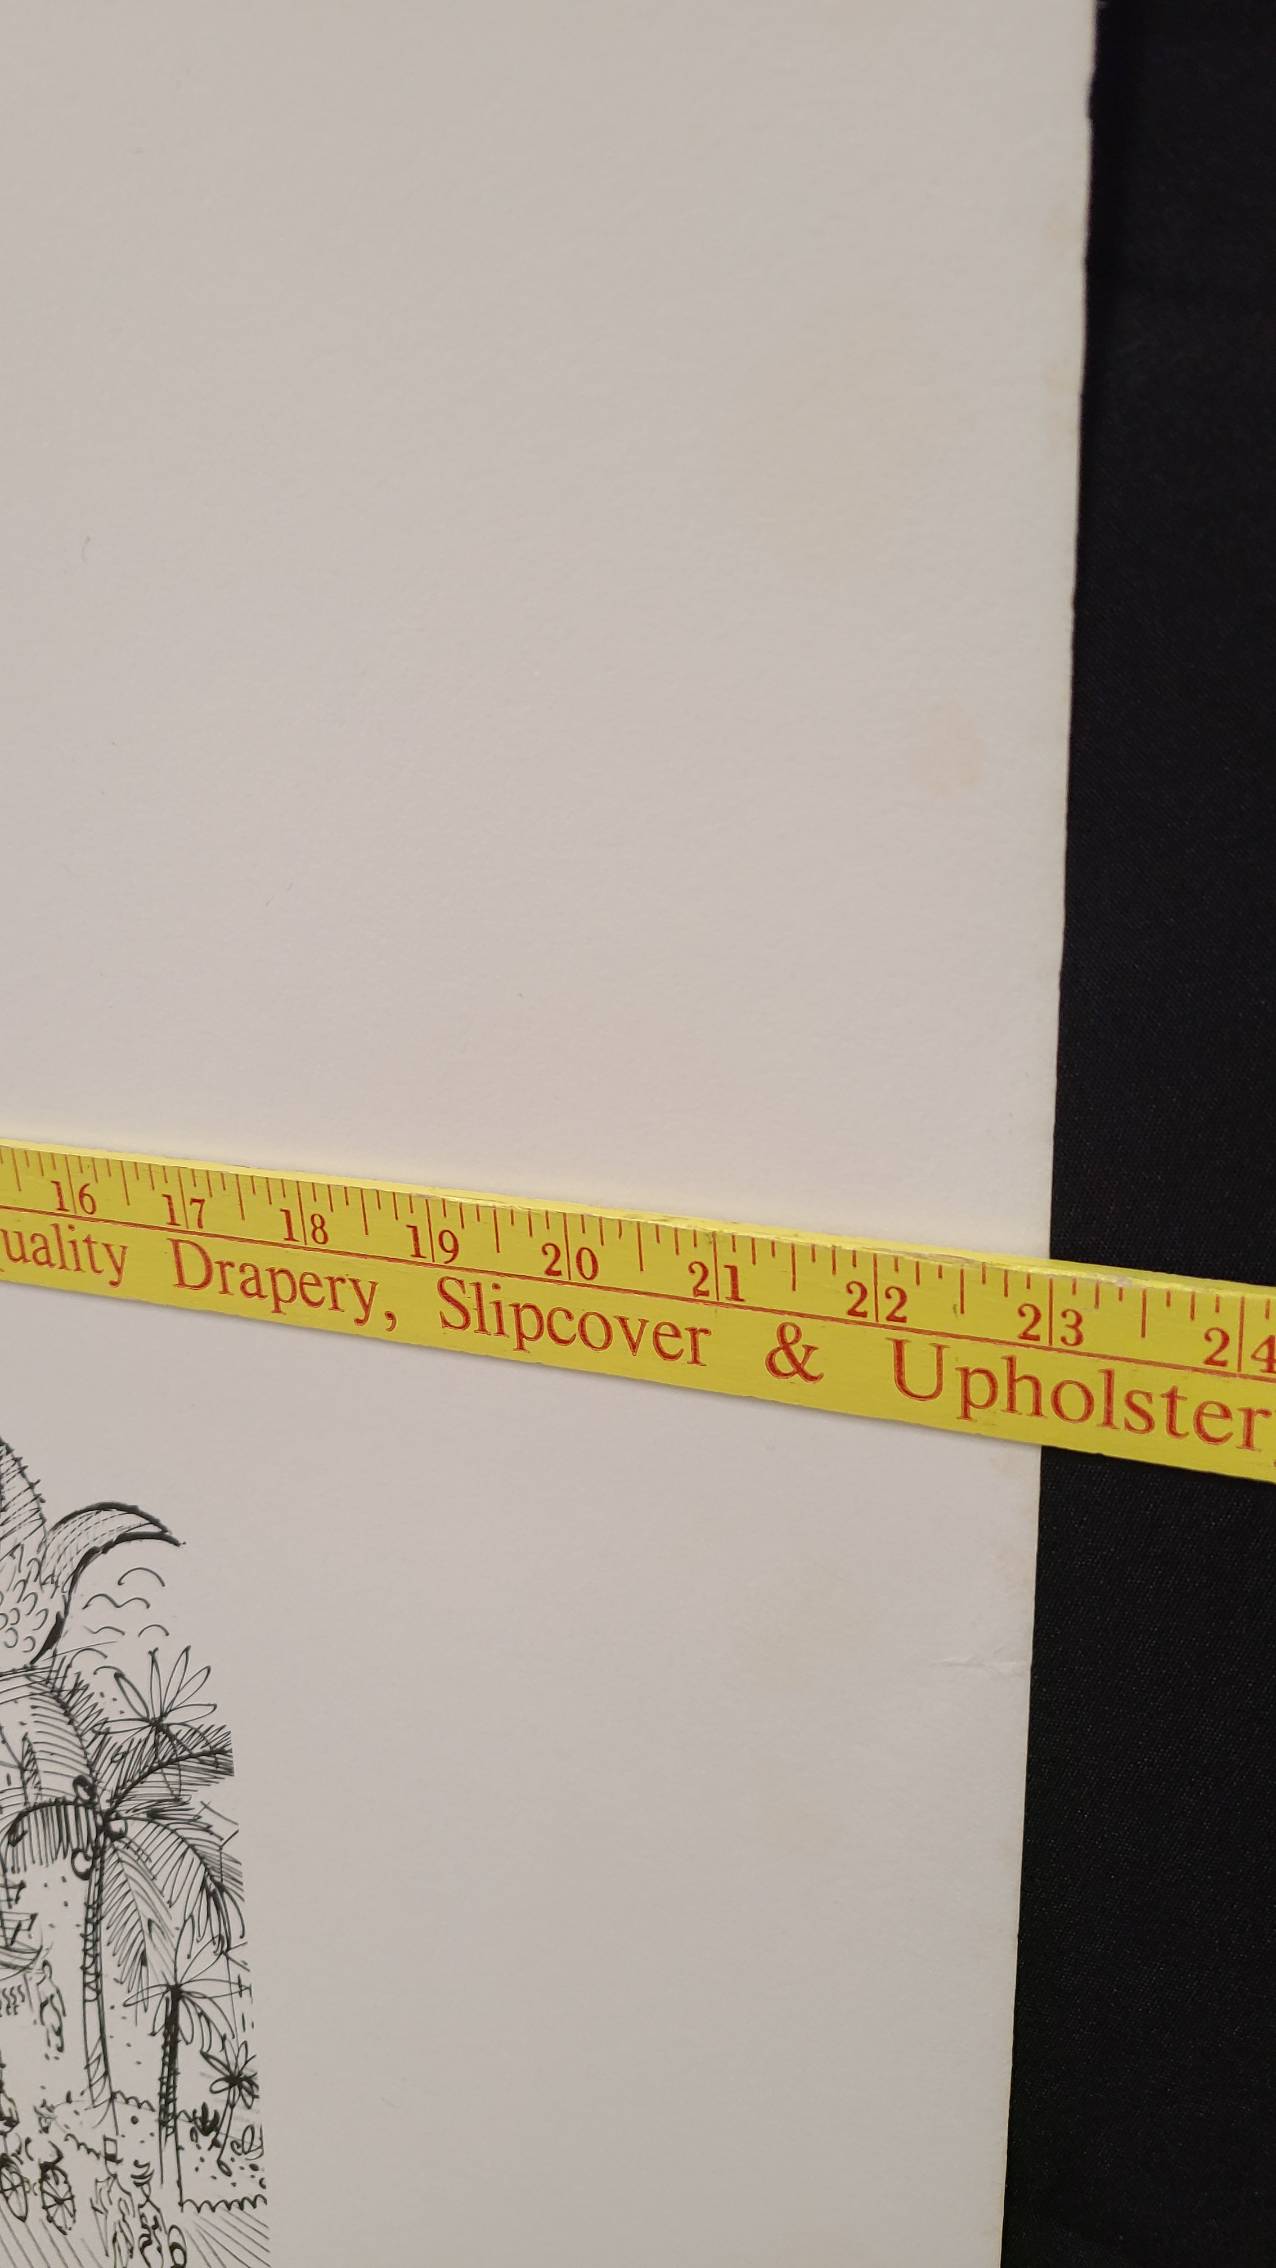 16 17 18 19 20 21 22 23 24
uality Drapery, Slipcover & Upholster